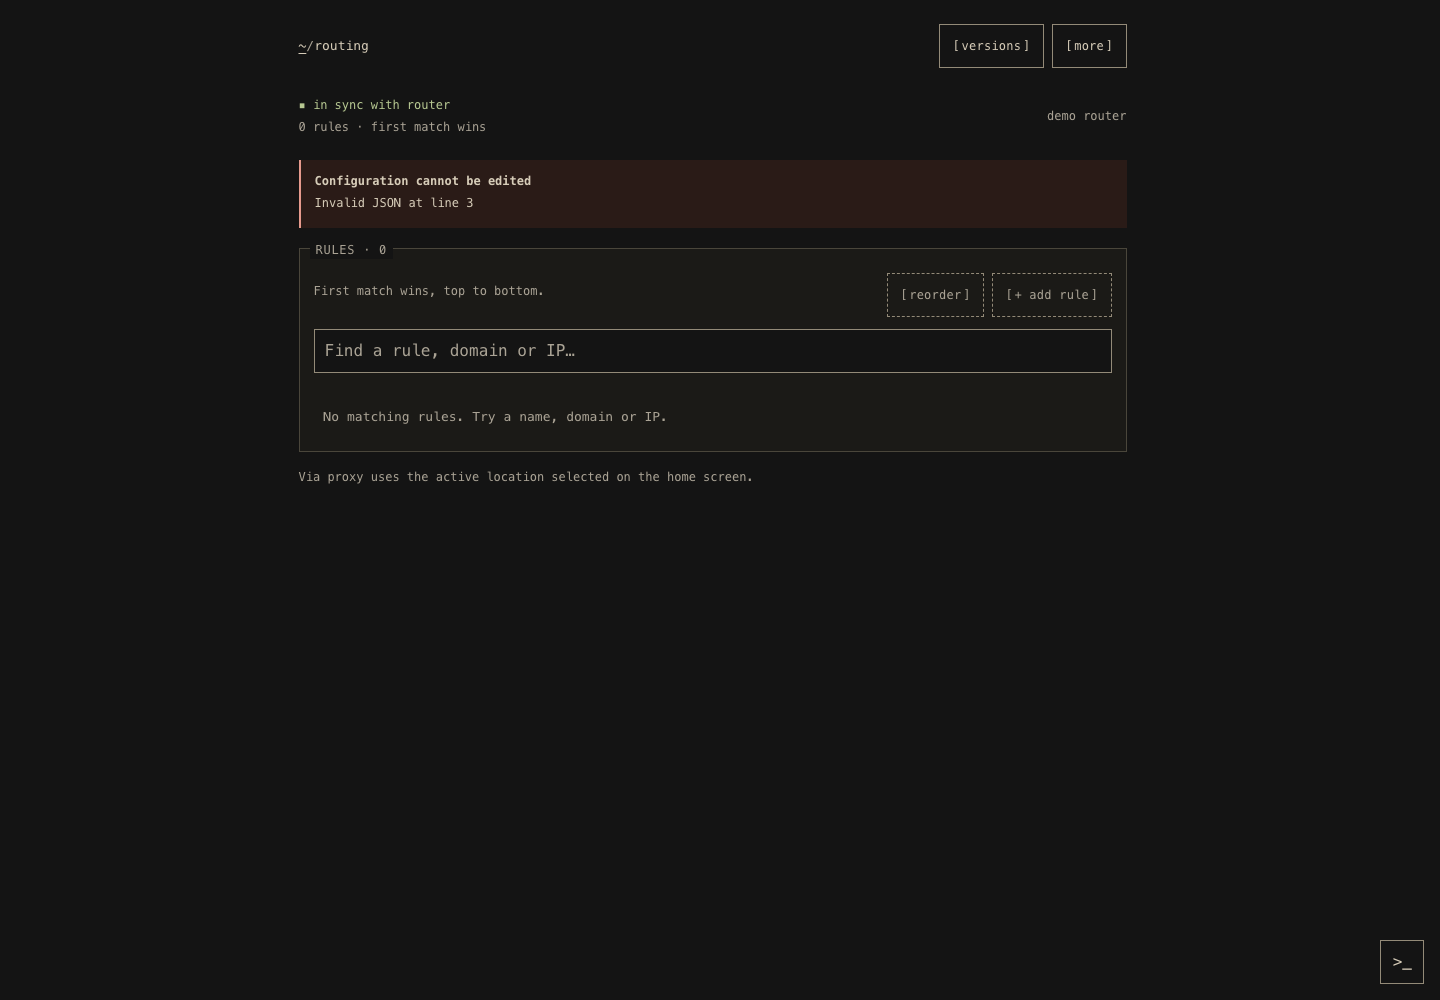 ~/routing
[versions] [more]
▪ in sync with router
0 rules · first match wins
demo router
Configuration cannot be edited
Invalid JSON at line 3
RULES · 0
First match wins, top to bottom.
[reorder] [+ add rule]
Find a rule, domain or IP…
No matching rules. Try a name, domain or IP.
Via proxy uses the active location selected on the home screen.
>_